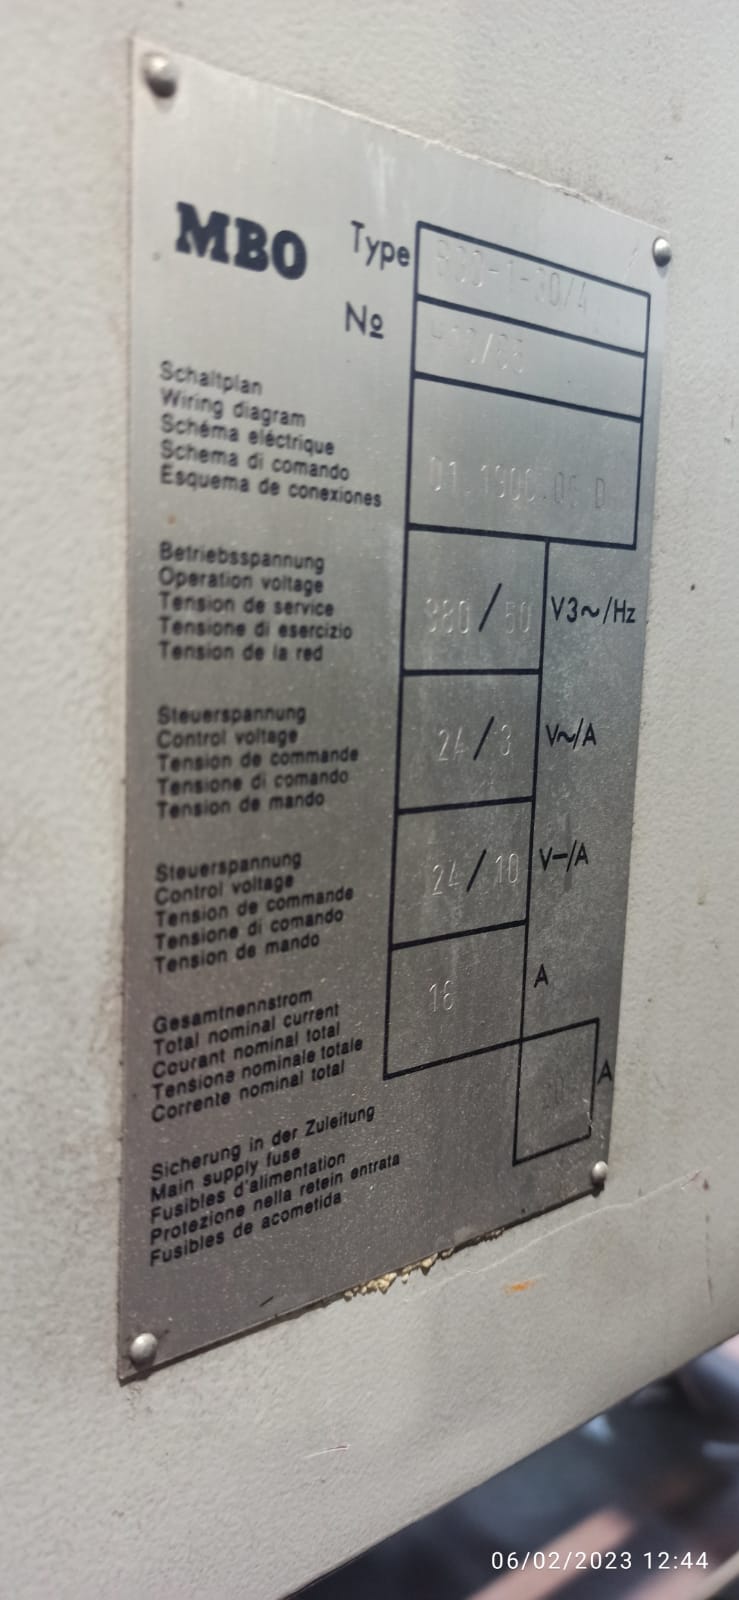 MBO
Type
Nº
Schaltplan
Wiring diagram
Schéma eléctrique
Schema di comando
Esquema de conexiones
01.1900.0 D
Betriebsspannung
Operation voltage
Tension de service
Tensione di esercizio
Tension de la red
380/50 V3~/Hz
Steuerspannung
Control voltage
Tension de commande
Tensione di comando
Tension de mando
24/3 V~/A
Steuerspannung
Control voltage
Tension de commande
Tensione di comando
Tension de mando
24/10 V–/A
Gesamtnennstrom
Total nominal current
Courant nominal total
Tensione nominale totale
Corrente nominal total
16 A
Sicherung in der Zuleitung
Main supply fuse
Fusibles d'alimentation
Protezione nella retein entrata
Fusibles de acometida
A
06/02/2023 12:44